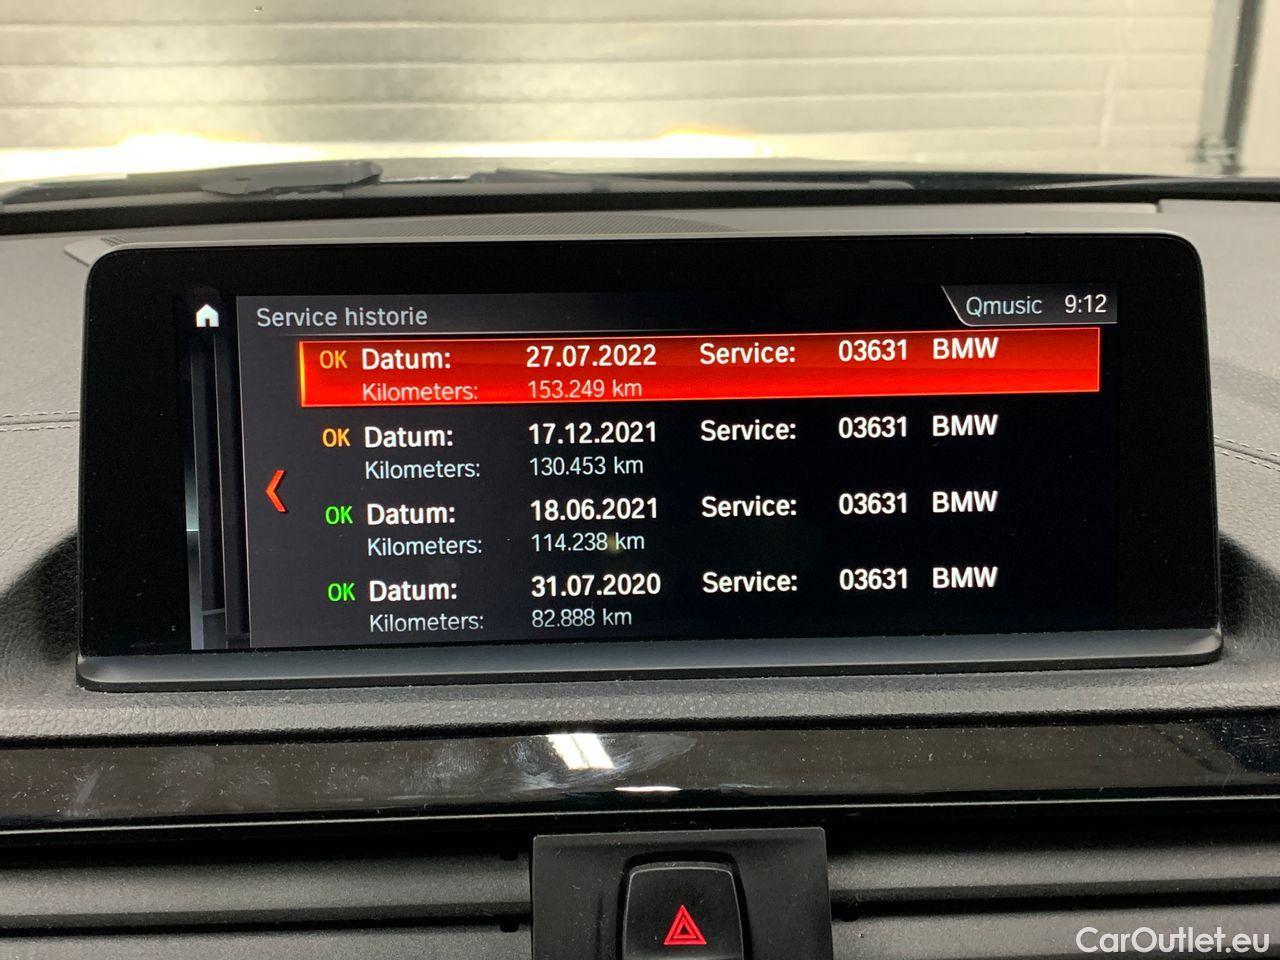 Service historie
Qmusic 9:12
OK Datum: 27.07.2022 Service: 03631 BMW
Kilometers: 153.249 km
OK Datum: 17.12.2021 Service: 03631 BMW
Kilometers: 130.453 km
OK Datum: 18.06.2021 Service: 03631 BMW
Kilometers: 114.238 km
OK Datum: 31.07.2020 Service: 03631 BMW
Kilometers: 82.888 km
CarOutlet.eu